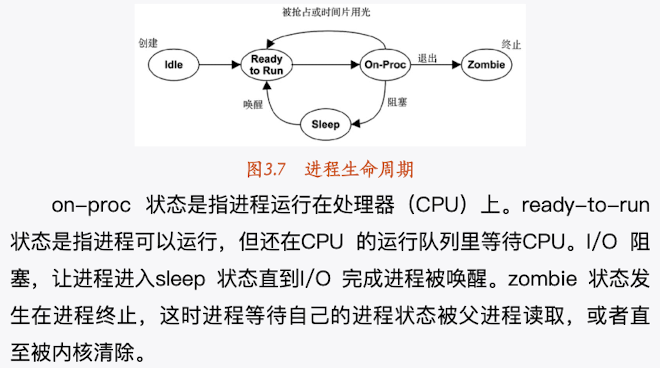 被抢占或时间片用光
创建
终止
Idle
Ready
to Run
On-Proc
退出
Zombie
唤醒
阻塞
Sleep
图3.7 进程生命周期
on-proc 状态是指进程运行在处理器（CPU）上。ready-to-run
状态是指进程可以运行，但还在CPU 的运行队列里等待CPU。I/O 阻
塞，让进程进入sleep 状态直到I/O 完成进程被唤醒。zombie 状态发
生在进程终止，这时进程等待自己的进程状态被父进程读取，或者直
至被内核清除。